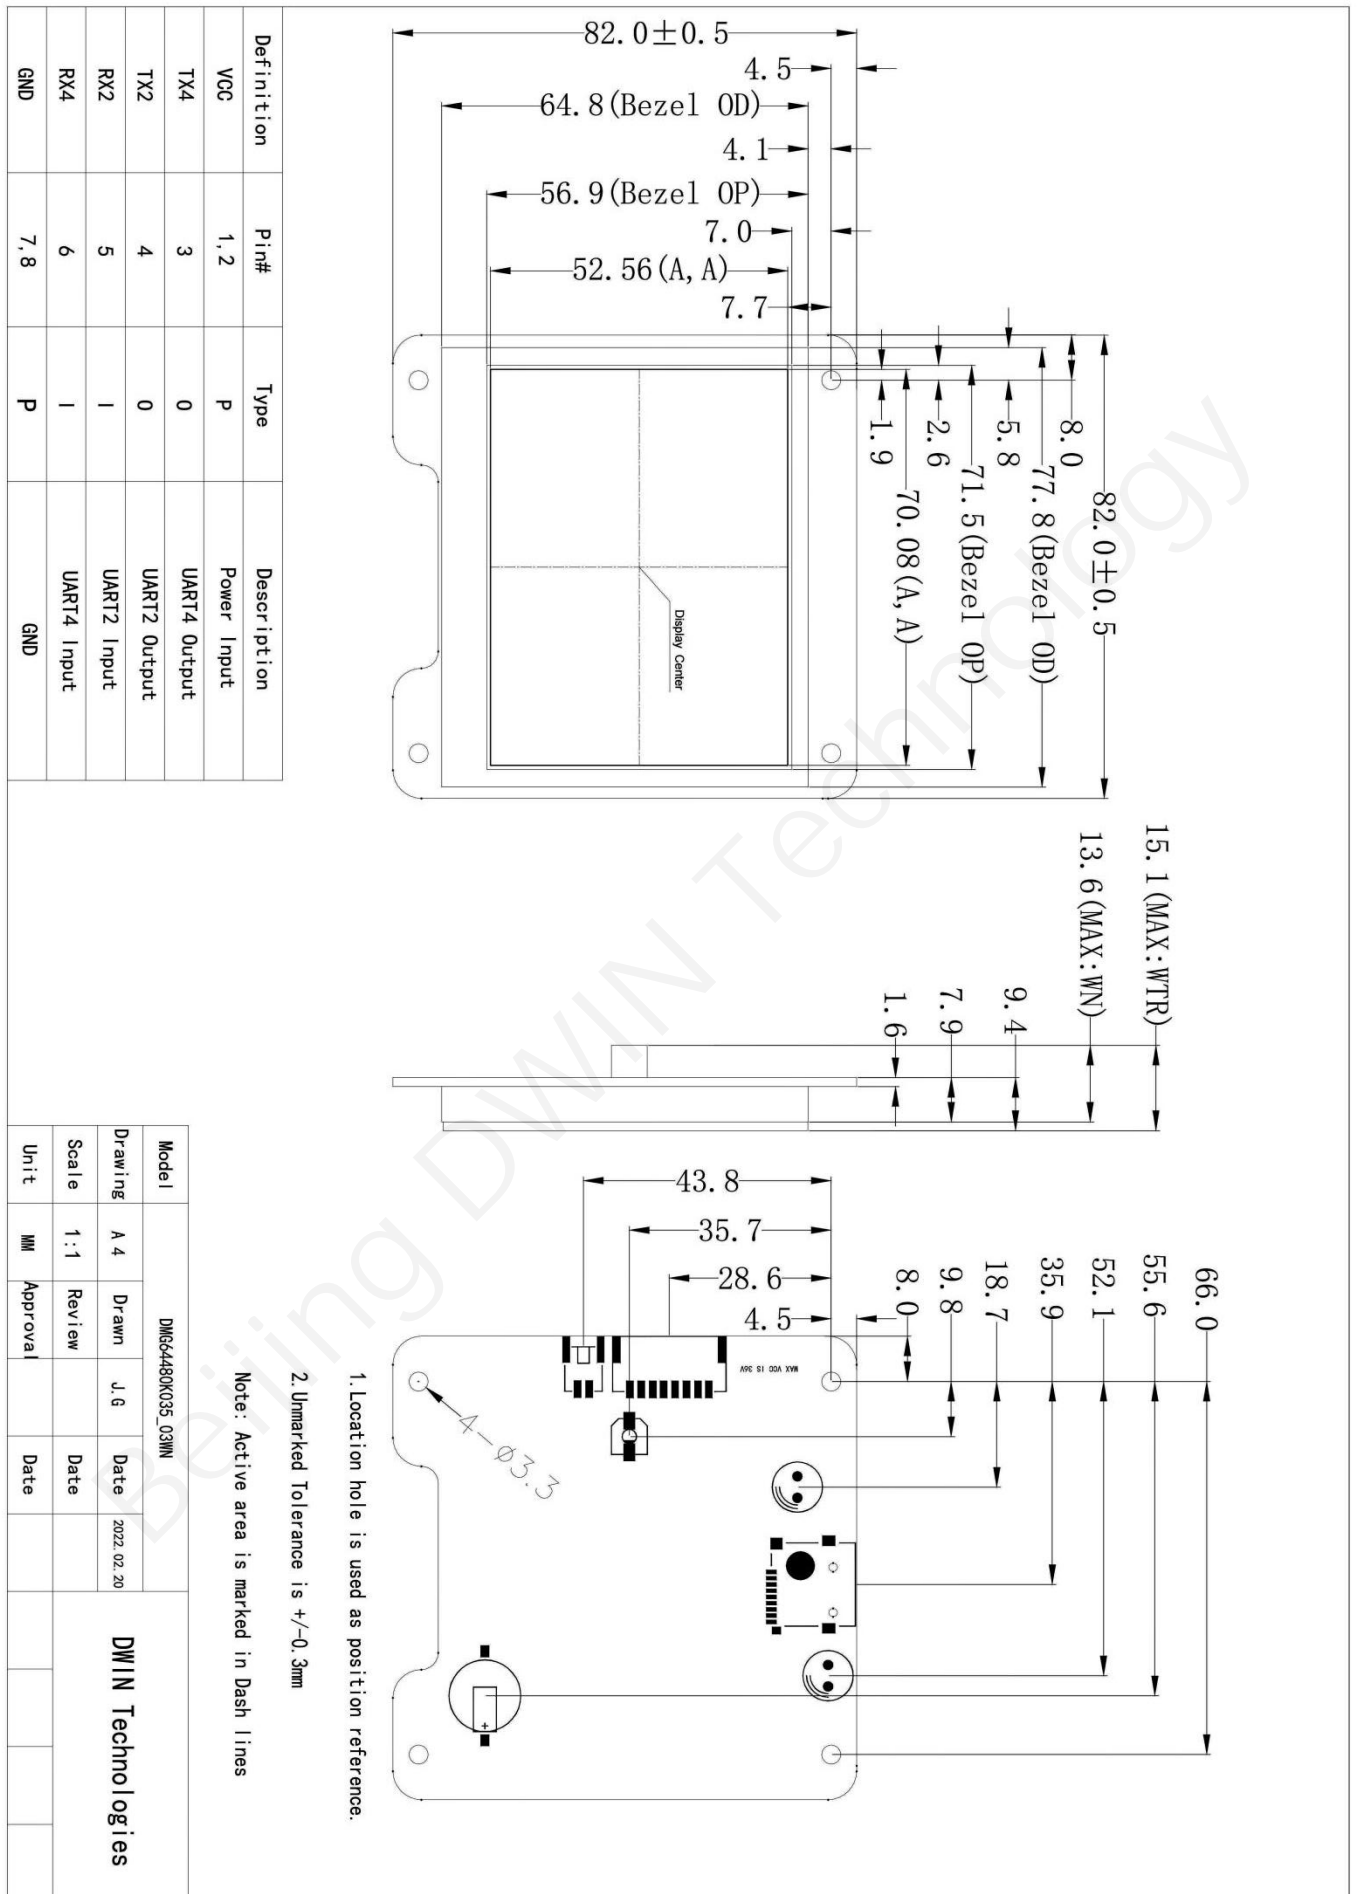 82.0±0.5
4.5
64.8(Bezel OD)
4.1
56.9(Bezel OP)
7.0
52.56(A,A)
7.7
1.9
2.6
5.8
8.0
70.08(A,A)
71.5(Bezel OP)
77.8(Bezel OD)
82.0±0.5
Display Center
Definition Pin# Type Description
VCC 1,2 P Power Input
TX4 3 O UART4 Output
TX2 4 O UART2 Output
RX2 5 I UART2 Input
RX4 6 I UART4 Input
GND 7,8 P GND
15.1(MAX:WTR)
13.6(MAX:WN)
9.4
7.9
1.6
43.8
35.7
28.6
4.5
8.0
9.8
18.7
35.9
52.1
55.6
66.0
MAX VCC IS 36V
4-Ø3.3
+
1.Location hole is used as position reference.
2.Unmarked Tolerance is +/-0.3mm
Note: Active area is marked in Dash lines
Model DMG64480K035_03WN
Drawing A4 Drawn J.G Date 2022.02.20
Scale 1:1 Review Date
Unit MM Approval Date
DWIN Technologies
Beijing DWIN Technology